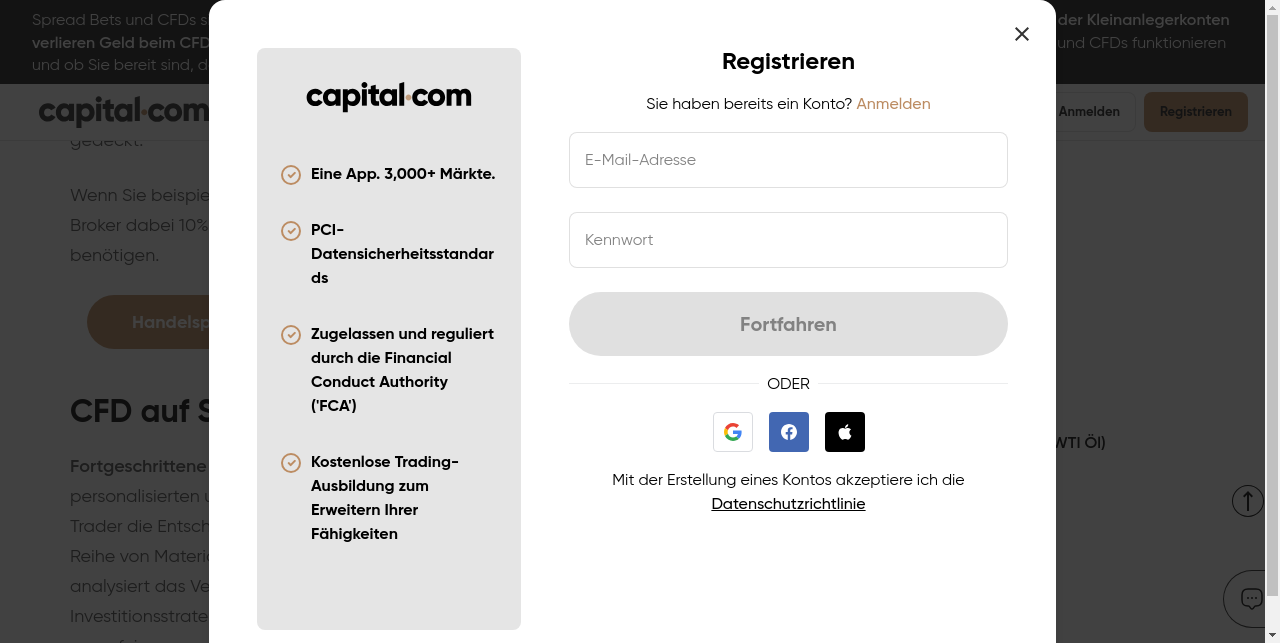 Spread Bets und CFDs s
der Kleinanlegerkonten
verlieren Geld beim CFD
und CFDs funktionieren
und ob Sie bereit sind, d
capital.com
Anmelden
Registrieren
gedeckt.
Wenn Sie beispie
Broker dabei 10%
benötigen.
Handelsp
CFD auf S
Fortgeschrittene
personalisierten u
Trader die Entsch
Reihe von Materia
analysiert das Ve
Investitionsstrate
WTI Öl)
capital.com
Eine App. 3,000+ Märkte.
PCI-
Datensicherheitsstandar
ds
Zugelassen und reguliert
durch die Financial
Conduct Authority
('FCA')
Kostenlose Trading-
Ausbildung zum
Erweitern Ihrer
Fähigkeiten
Registrieren
Sie haben bereits ein Konto? Anmelden
E-Mail-Adresse
Kennwort
Fortfahren
ODER
Mit der Erstellung eines Kontos akzeptiere ich die
Datenschutzrichtlinie